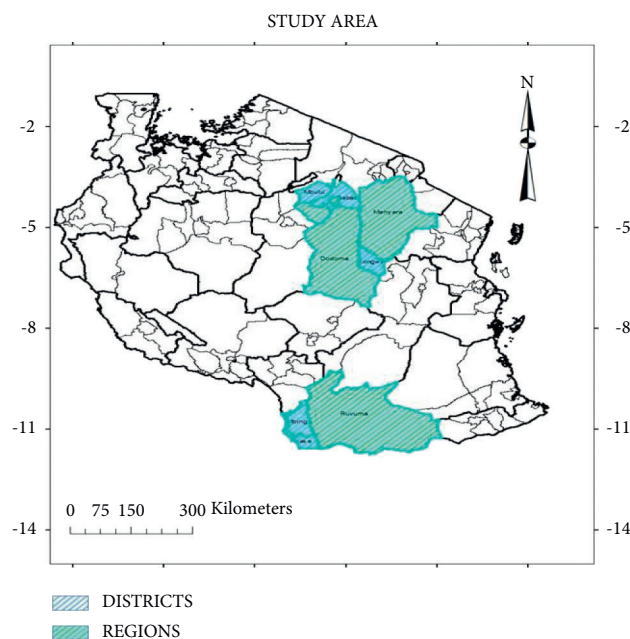 STUDY AREA
N
-2
-2
-5
-5
Manyara
Dodoma
-8
-8
Ruvuma
-11
-11
0 75 150 300 Kilometers
-14
-14
DISTRICTS
REGIONS